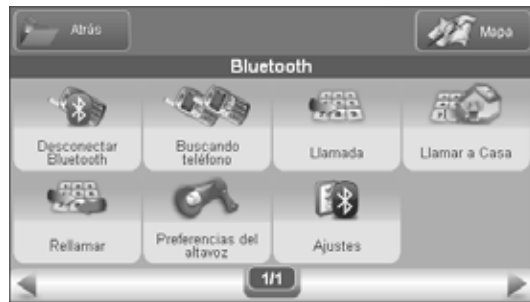 Atrás
Mapa
Bluetooth
Desconectar
Bluetooth
Buscando
teléfono
Llamada
Llamar a Casa
Rellamar
Preferencias del
altavoz
Ajustes
1/1